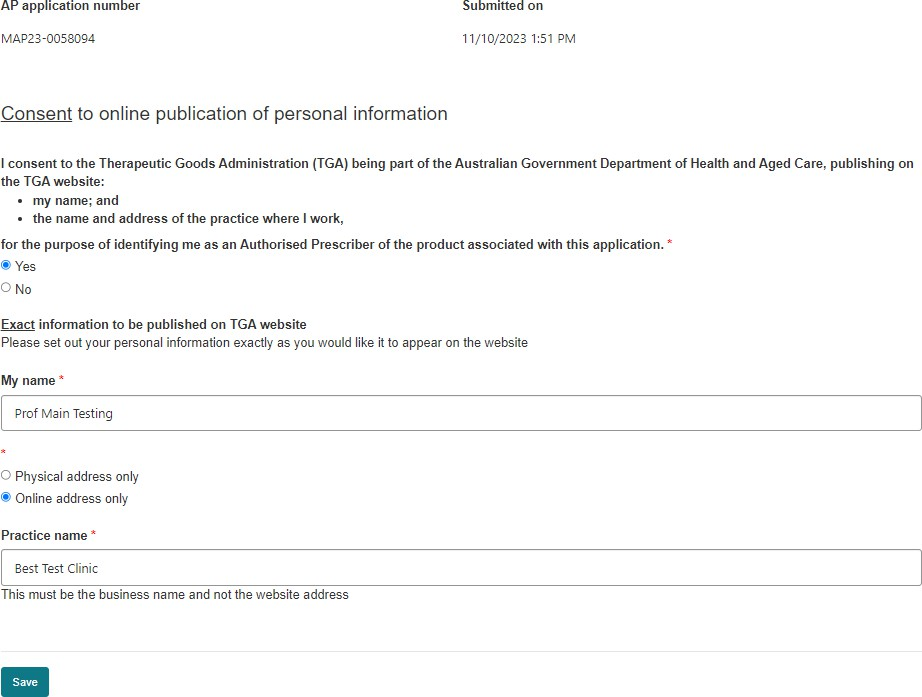 AP application number
Submitted on
MAP23-0058094
11/10/2023 1:51 PM
Consent to online publication of personal information
I consent to the Therapeutic Goods Administration (TGA) being part of the Australian Government Department of Health and Aged Care, publishing on
the TGA website:
• my name; and
• the name and address of the practice where I work,
for the purpose of identifying me as an Authorised Prescriber of the product associated with this application. *
Yes
No
Exact information to be published on TGA website
Please set out your personal information exactly as you would like it to appear on the website
My name *
Prof Main Testing
*
Physical address only
Online address only
Practice name *
Best Test Clinic
This must be the business name and not the website address
Save